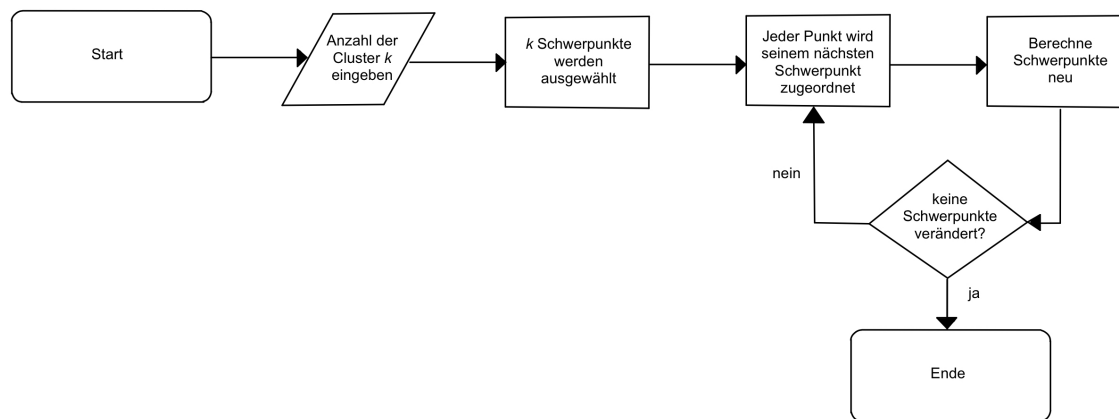 Start
Anzahl der
Cluster k
eingeben
k Schwerpunkte
werden
ausgewählt
Jeder Punkt wird
seinem nächsten
Schwerpunkt
zugeordnet
Berechne
Schwerpunkte
neu
nein
keine
Schwerpunkte
verändert?
ja
Ende